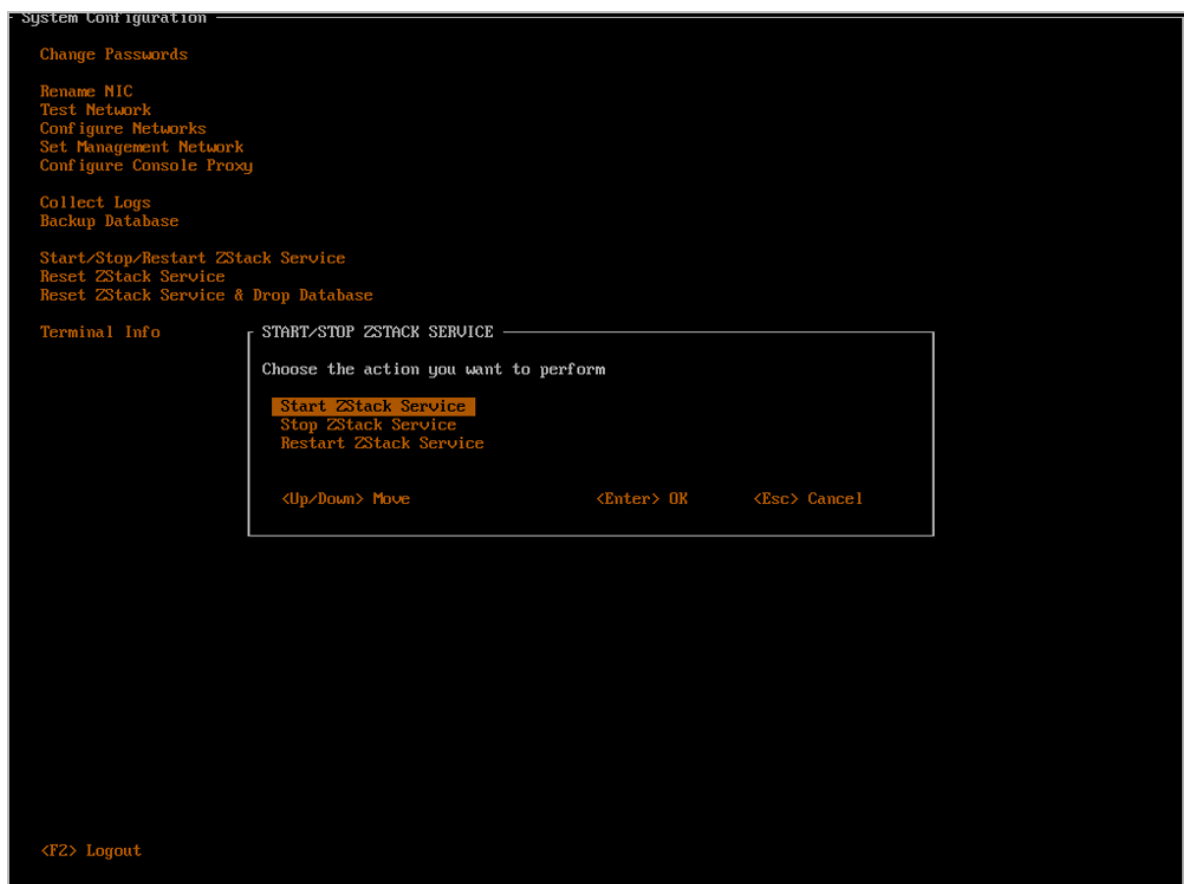 System Configuration
Change Passwords
Rename NIC
Test Network
Configure Networks
Set Management Network
Configure Console Proxy
Collect Logs
Backup Database
Start/Stop/Restart ZStack Service
Reset ZStack Service
Reset ZStack Service & Drop Database
Terminal Info
START/STOP ZSTACK SERVICE
Choose the action you want to perform
Start ZStack Service
Stop ZStack Service
Restart ZStack Service
<Up/Down> Move <Enter> OK <Esc> Cancel
<F2> Logout